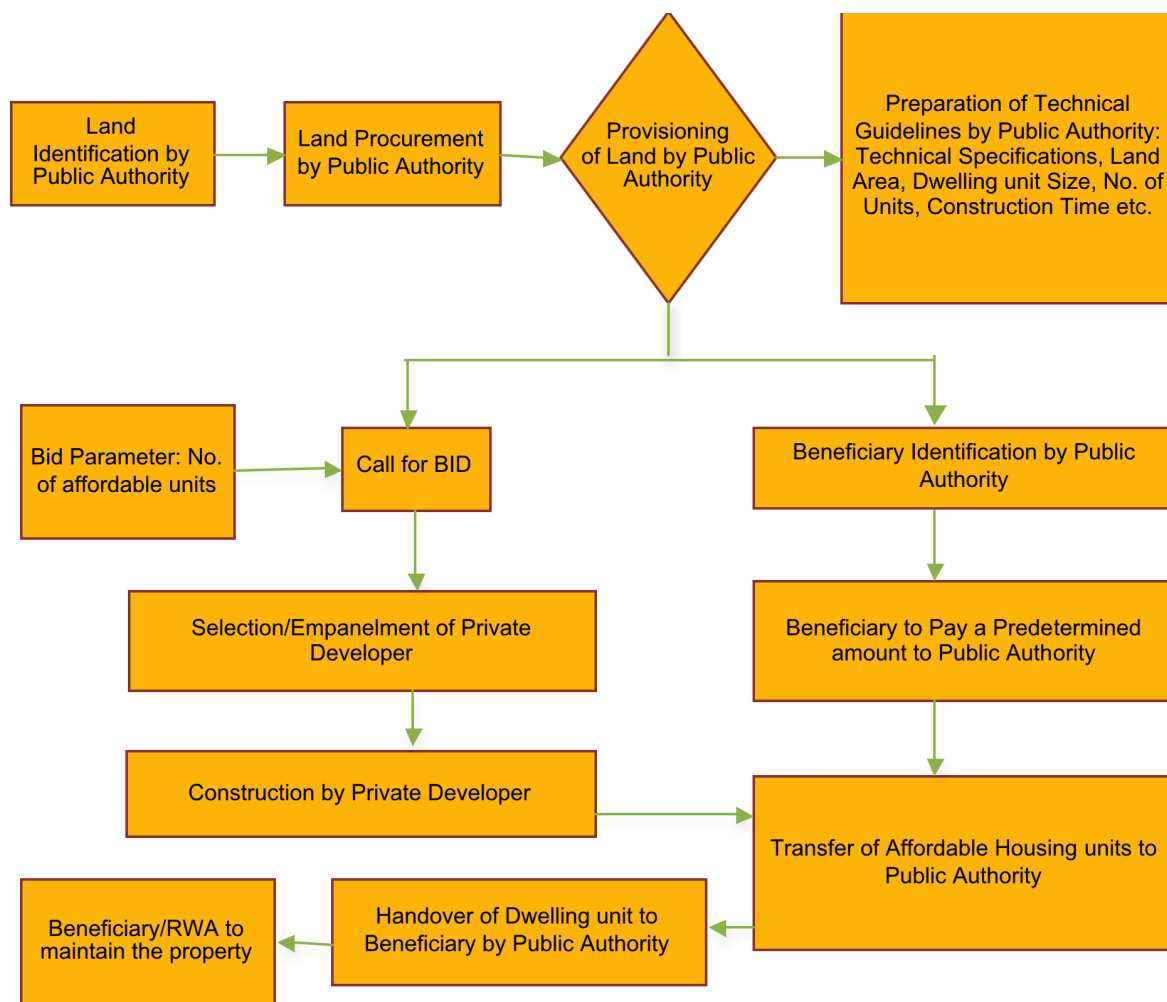 Land
Identification by
Public Authority
Land Procurement
by Public Authority
Provisioning
of Land by Public
Authority
Preparation of Technical
Guidelines by Public Authority:
Technical Specifications, Land
Area, Dwelling unit Size, No. of
Units, Construction Time etc.
Bid Parameter: No.
of affordable units
Call for BID
Beneficiary Identification by Public
Authority
Selection/Empanelment of Private
Developer
Beneficiary to Pay a Predetermined
amount to Public Authority
Construction by Private Developer
Transfer of Affordable Housing units to
Public Authority
Handover of Dwelling unit to
Beneficiary by Public Authority
Beneficiary/RWA to
maintain the property